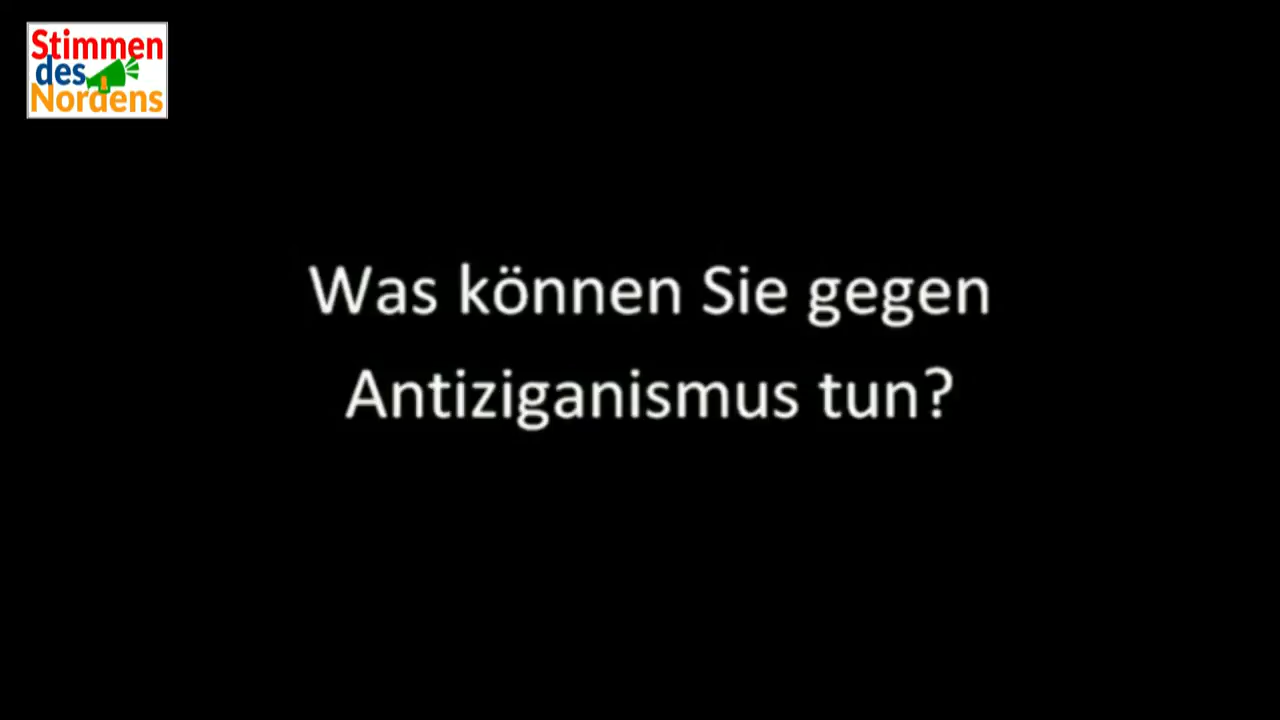 Stimmen
des
Nordens
Was können Sie gegen
Antiziganismus tun?